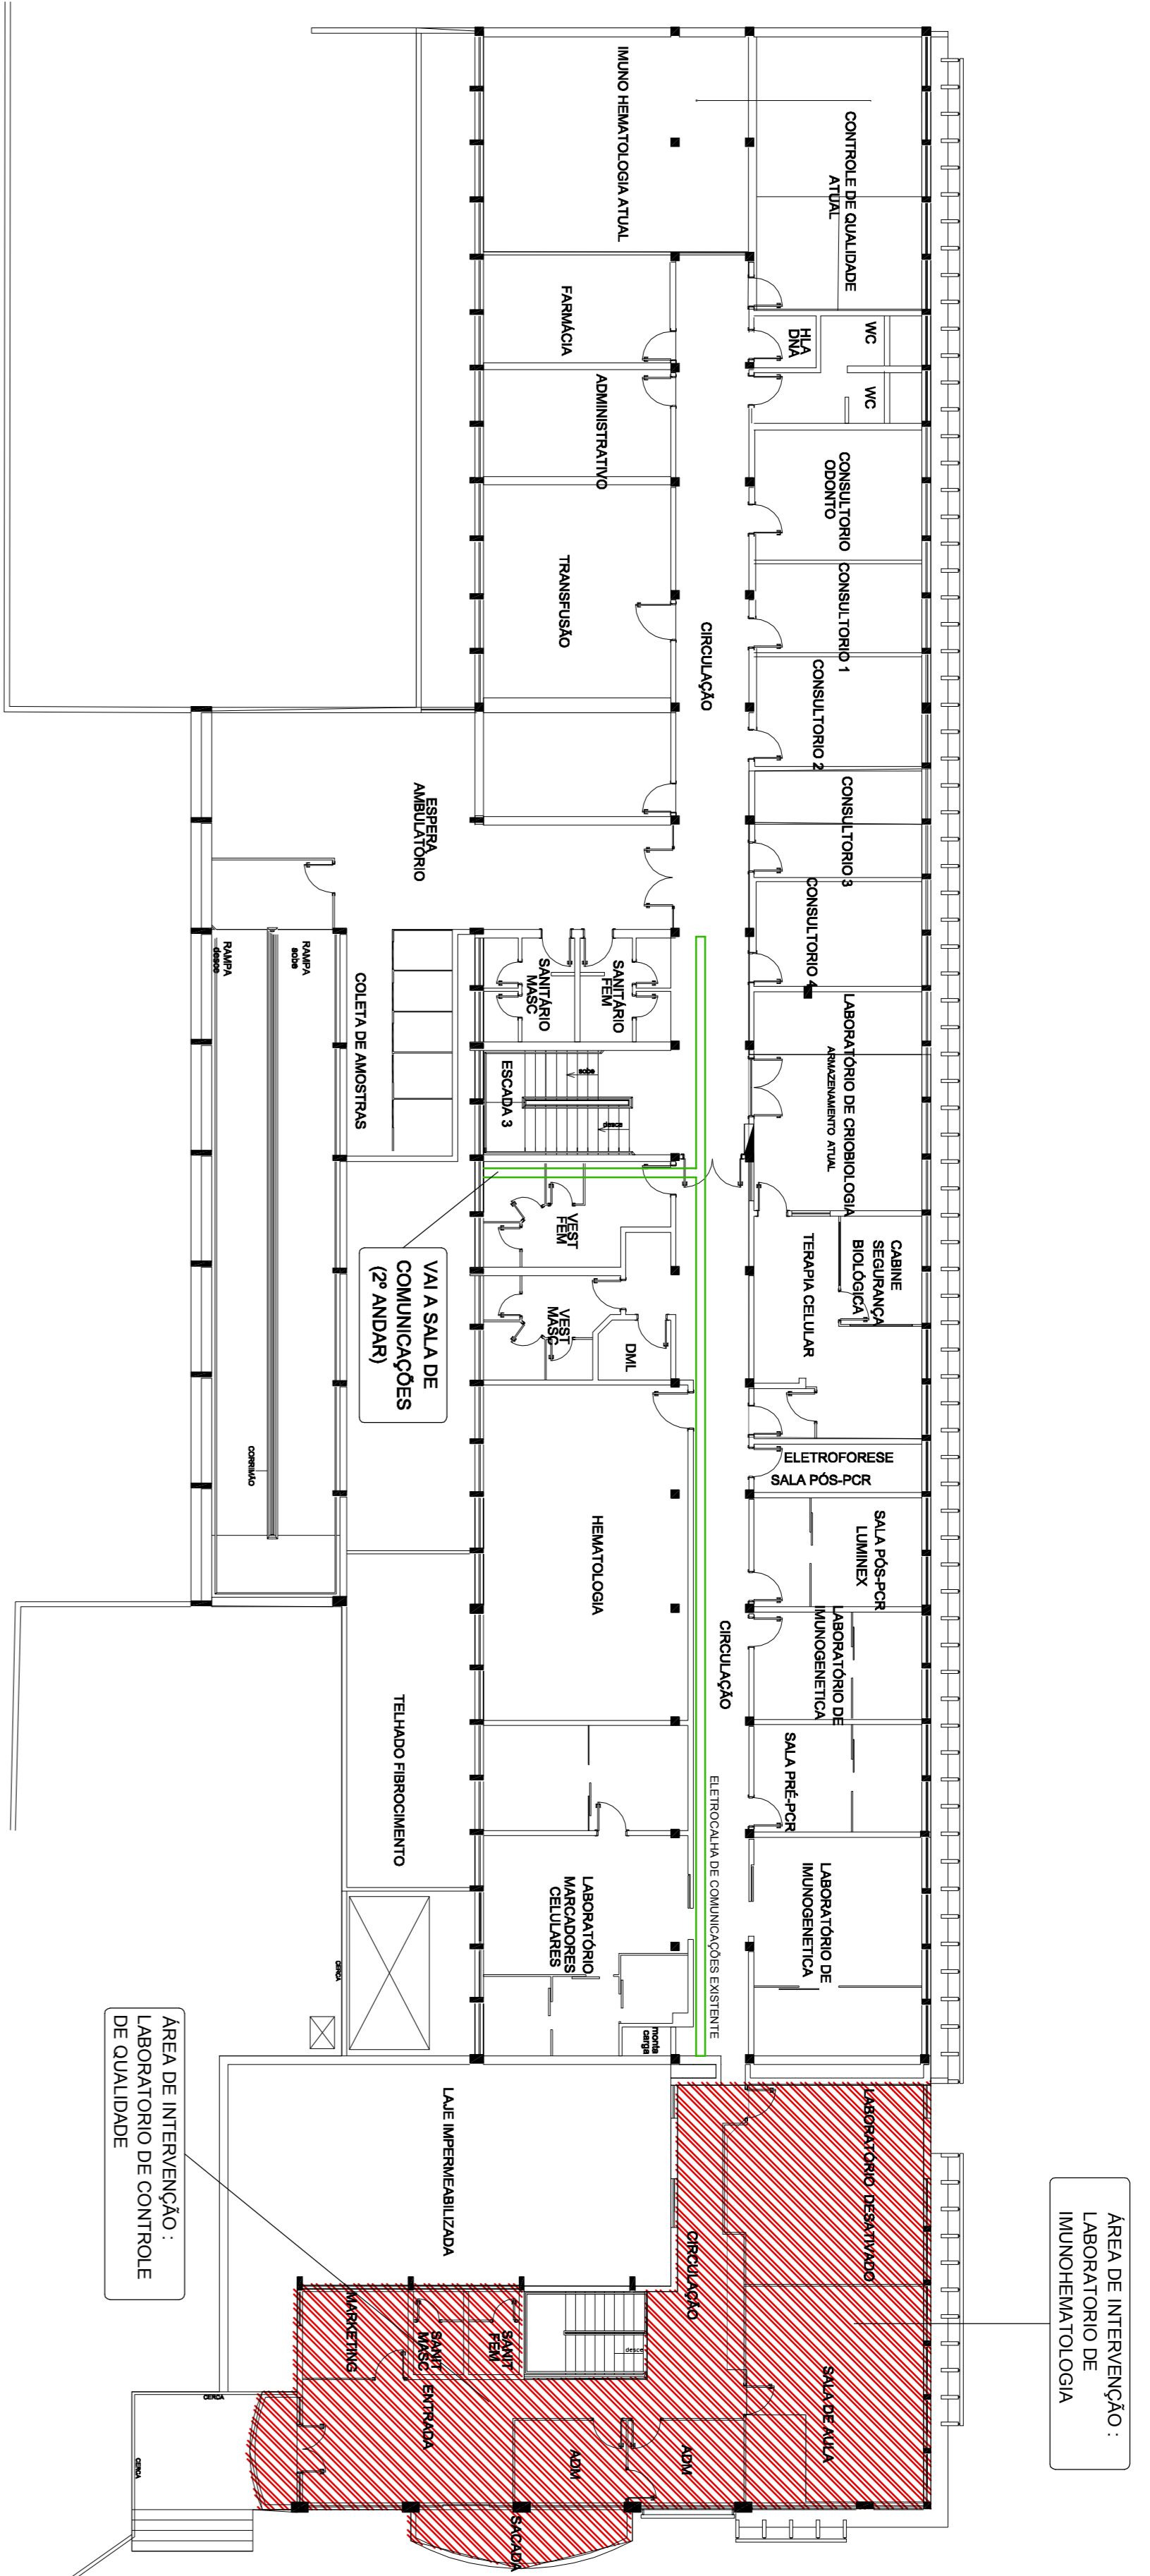 IMUNO HEMATOLOGIA ATUAL
CONTROLE DE QUALIDADE
ATUAL
FARMÁCIA
HLA
DNA
WC
WC
ADMINISTRATIVO
CONSULTORIO
ODONTO
TRANSFUSÃO
CIRCULAÇÃO
CONSULTORIO 1
CONSULTORIO 2
CONSULTORIO 3
CONSULTORIO 4
ESPERA
AMBULATÓRIO
RAMPA
desce
RAMPA
sobe
COLETA DE AMOSTRAS
SANITÁRIO
MASC
SANITÁRIO
FEM
ESCADA 3
sobe
desce
LABORATÓRIO DE CRIOBIOLOGIA
ARMAZENAMENTO ATUAL
VEST
FEM
VEST
MASC
DML
CABINE
SEGURANÇA
BIOLÓGICA
TERAPIA CELULAR
VAI A SALA DE
COMUNICAÇÕES
(2º ANDAR)
CORRIMÃO
ELETROFORESE
SALA PÓS-PCR
SALA PÓS-PCR
LUMINEX
HEMATOLOGIA
LABORATÓRIO DE
IMUNOGENETICA
CIRCULAÇÃO
TELHADO FIBROCIMENTO
SALA PRÉ-PCR
ELETROCALHA DE COMUNICAÇÕES EXISTENTE
LABORATÓRIO
MARCADORES
CELULARES
LABORATÓRIO DE
IMUNOGENETICA
CERCA
monta
carga
ÁREA DE INTERVENÇÃO :
LABORATORIO DE CONTROLE
DE QUALIDADE
LAJE IMPERMEABILIZADA
LABORATÓRIO DESATIVADO
ÁREA DE INTERVENÇÃO :
LABORATORIO DE
IMUNOHEMATOLOGIA
CIRCULAÇÃO
MARKETING
SANIT
MASC
SANIT
FEM
desce
ENTRADA
SALA DE AULA
ADM
ADM
CERCA
CERCA
SACADA